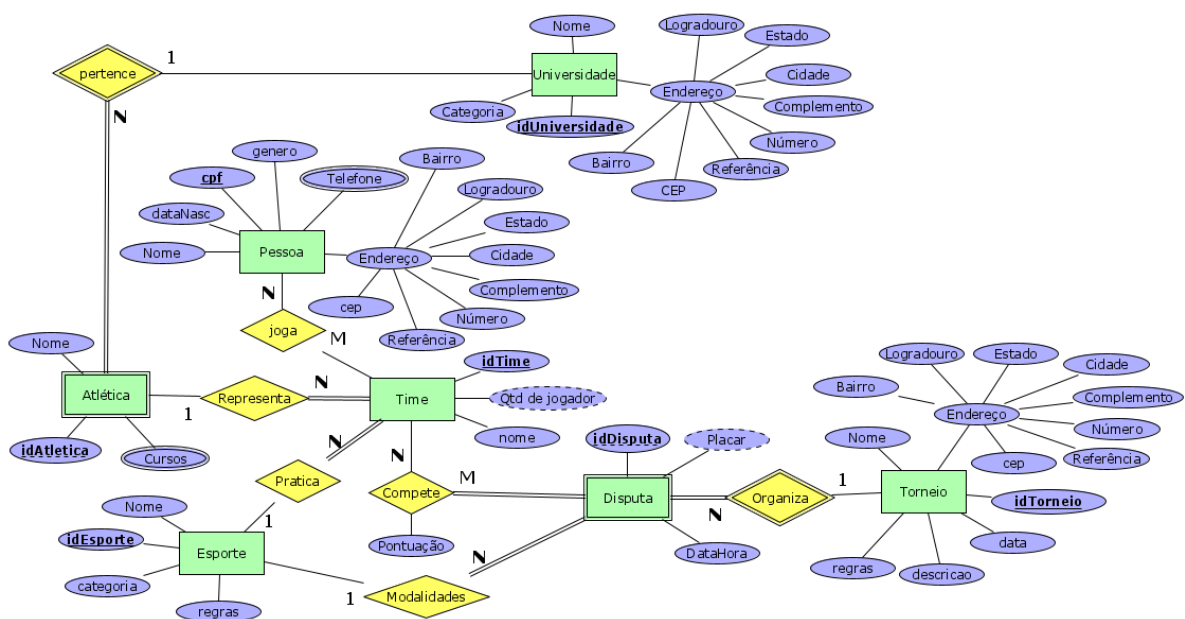 Nome
Logradouro
Estado
pertence
1
Universidade
Cidade
Endereço
Complemento
Categoria
idUniversidade
Número
Bairro
Referência
CEP
N
genero
Bairro
cpf
Telefone
Logradouro
dataNasc
Estado
Nome
Pessoa
Endereço
Cidade
Complemento
cep
Número
Referência
N
joga
M
Nome
idTime
Atlética
1
Representa
N
Time
Qtd de jogador
nome
idAtletica
Cursos
N
Pratica
1
N
Compete
M
Pontuação
idDisputa
Placar
Disputa
DataHora
N
Organiza
1
Logradouro
Estado
Cidade
Bairro
Endereço
Complemento
Número
Nome
Referência
cep
Torneio
idTorneio
data
regras
descricao
Nome
idEsporte
Esporte
categoria
regras
1
Modalidades
N